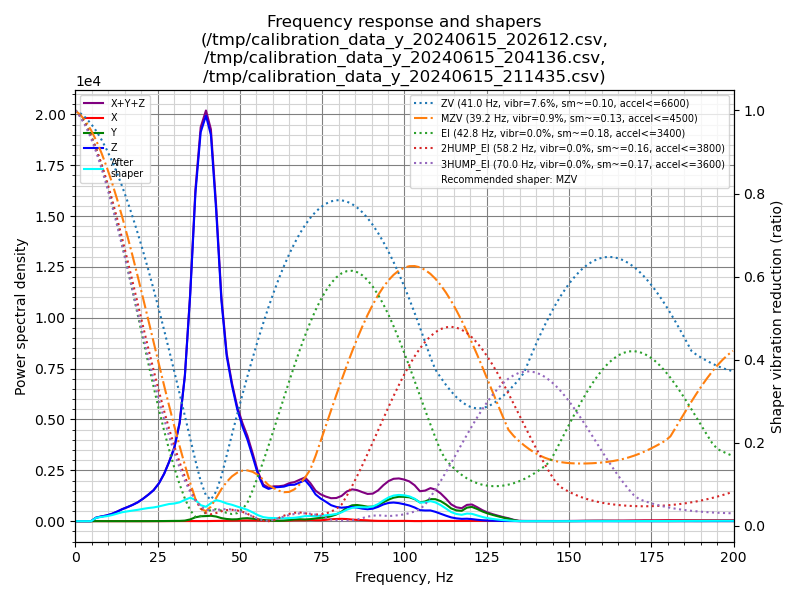 Frequency response and shapers
(/tmp/calibration_data_y_20240615_202612.csv,
/tmp/calibration_data_y_20240615_204136.csv,
/tmp/calibration_data_y_20240615_211435.csv)
1e4
X+Y+Z
X
Y
Z
After
shaper
ZV (41.0 Hz, vibr=7.6%, sm~=0.10, accel<=6600)
MZV (39.2 Hz, vibr=0.9%, sm~=0.13, accel<=4500)
EI (42.8 Hz, vibr=0.0%, sm~=0.18, accel<=3400)
2HUMP_EI (58.2 Hz, vibr=0.0%, sm~=0.16, accel<=3800)
3HUMP_EI (70.0 Hz, vibr=0.0%, sm~=0.17, accel<=3600)
Recommended shaper: MZV
Power spectral density
2.00
1.75
1.50
1.25
1.00
0.75
0.50
0.25
0.00
0 25 50 75 100 125 150 175 200
Frequency, Hz
1.0
0.8
0.6
0.4
0.2
0.0
Shaper vibration reduction (ratio)